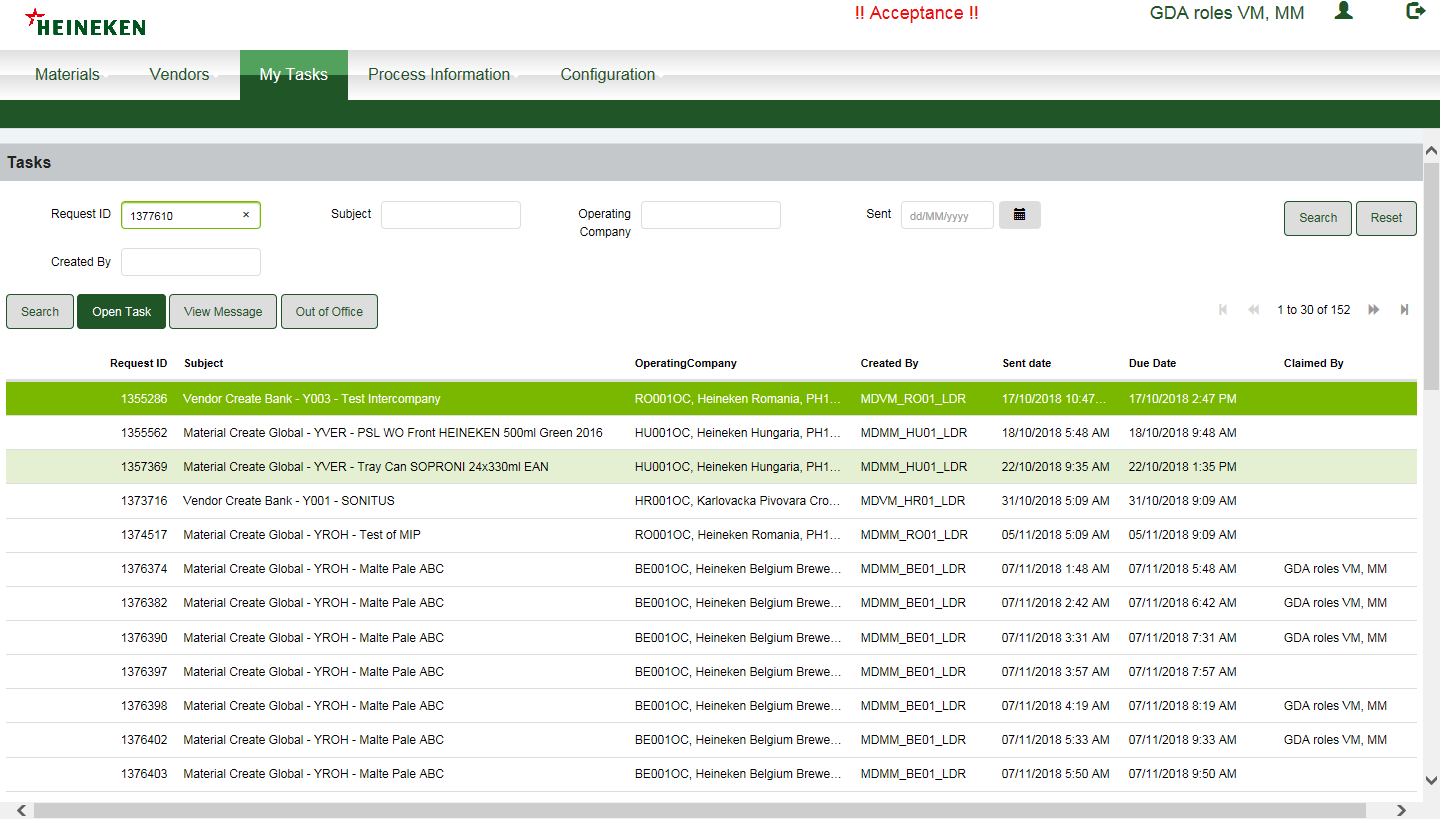 HEINEKEN !! Acceptance !! GDA roles VM, MM
Materials Vendors My Tasks Process Information Configuration
Tasks
Request ID 1377610 × Subject Operating Company Sent dd/MM/yyyy Search Reset
Created By
Search Open Task View Message Out of Office 1 to 30 of 152
Request ID Subject OperatingCompany Created By Sent date Due Date Claimed By
1355286 Vendor Create Bank - Y003 - Test Intercompany RO001OC, Heineken Romania, PH1... MDVM_RO01_LDR 17/10/2018 10:47... 17/10/2018 2:47 PM
1355562 Material Create Global - YVER - PSL WO Front HEINEKEN 500ml Green 2016 HU001OC, Heineken Hungaria, PH1... MDMM_HU01_LDR 18/10/2018 5:48 AM 18/10/2018 9:48 AM
1357369 Material Create Global - YVER - Tray Can SOPRONI 24x330ml EAN HU001OC, Heineken Hungaria, PH1... MDMM_HU01_LDR 22/10/2018 9:35 AM 22/10/2018 1:35 PM
1373716 Vendor Create Bank - Y001 - SONITUS HR001OC, Karlovacka Pivovara Cro... MDVM_HR01_LDR 31/10/2018 5:09 AM 31/10/2018 9:09 AM
1374517 Material Create Global - YROH - Test of MIP RO001OC, Heineken Romania, PH1... MDMM_RO01_LDR 05/11/2018 5:09 AM 05/11/2018 9:09 AM
1376374 Material Create Global - YROH - Malte Pale ABC BE001OC, Heineken Belgium Brewe... MDMM_BE01_LDR 07/11/2018 1:48 AM 07/11/2018 5:48 AM GDA roles VM, MM
1376382 Material Create Global - YROH - Malte Pale ABC BE001OC, Heineken Belgium Brewe... MDMM_BE01_LDR 07/11/2018 2:42 AM 07/11/2018 6:42 AM GDA roles VM, MM
1376390 Material Create Global - YROH - Malte Pale ABC BE001OC, Heineken Belgium Brewe... MDMM_BE01_LDR 07/11/2018 3:31 AM 07/11/2018 7:31 AM GDA roles VM, MM
1376397 Material Create Global - YROH - Malte Pale ABC BE001OC, Heineken Belgium Brewe... MDMM_BE01_LDR 07/11/2018 3:57 AM 07/11/2018 7:57 AM
1376398 Material Create Global - YROH - Malte Pale ABC BE001OC, Heineken Belgium Brewe... MDMM_BE01_LDR 07/11/2018 4:19 AM 07/11/2018 8:19 AM GDA roles VM, MM
1376402 Material Create Global - YROH - Malte Pale ABC BE001OC, Heineken Belgium Brewe... MDMM_BE01_LDR 07/11/2018 5:33 AM 07/11/2018 9:33 AM GDA roles VM, MM
1376403 Material Create Global - YROH - Malte Pale ABC BE001OC, Heineken Belgium Brewe... MDMM_BE01_LDR 07/11/2018 5:50 AM 07/11/2018 9:50 AM